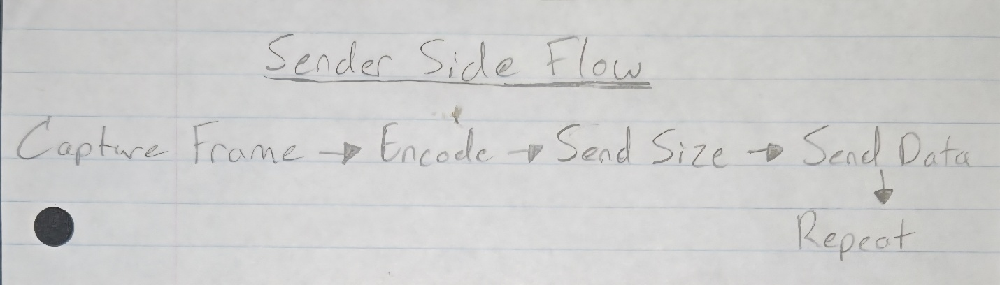 Sender Side Flow
Capture Frame → Encode → Send Size → Send Data
↓
Repeat